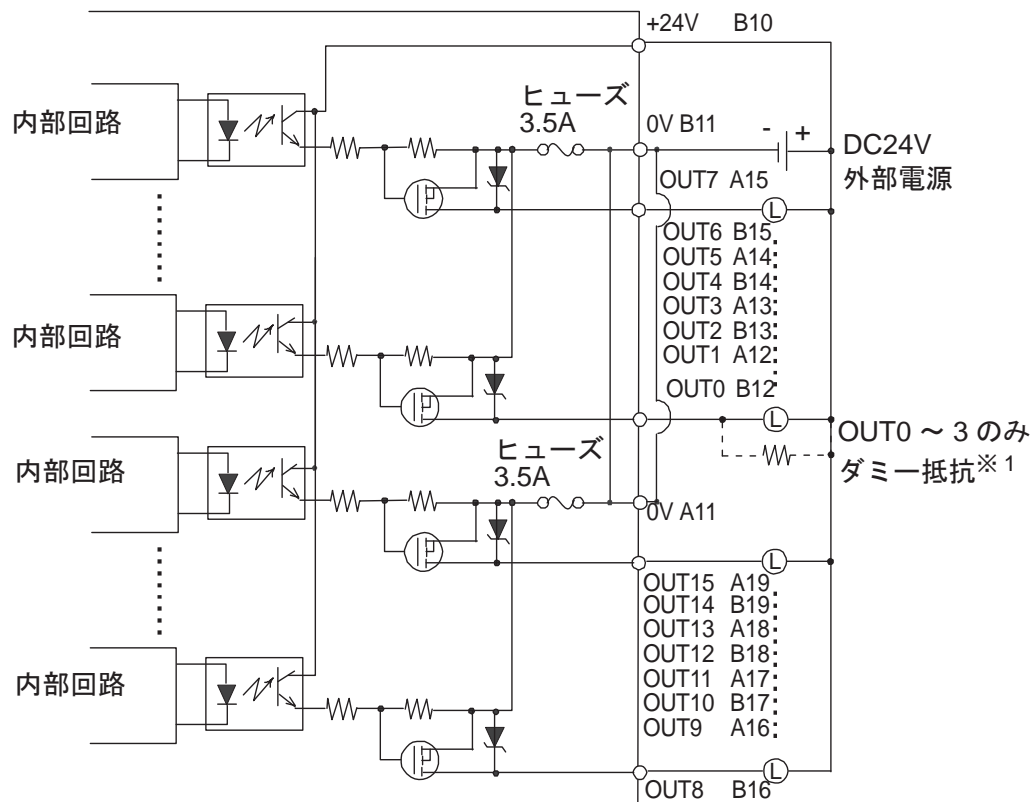 +24V B10
内部回路
ヒューズ
3.5A
0V B11
- +
DC24V
外部電源
OUT7 A15
L
OUT6 B15
OUT5 A14
OUT4 B14
OUT3 A13
OUT2 B13
OUT1 A12
OUT0 B12
内部回路
L
OUT0 ～ 3 のみ
ダミー抵抗※1
ヒューズ
3.5A
内部回路
0V A11
L
OUT15 A19
OUT14 B19
OUT13 A18
OUT12 B18
OUT11 A17
OUT10 B17
OUT9 A16
内部回路
L
OUT8 B16